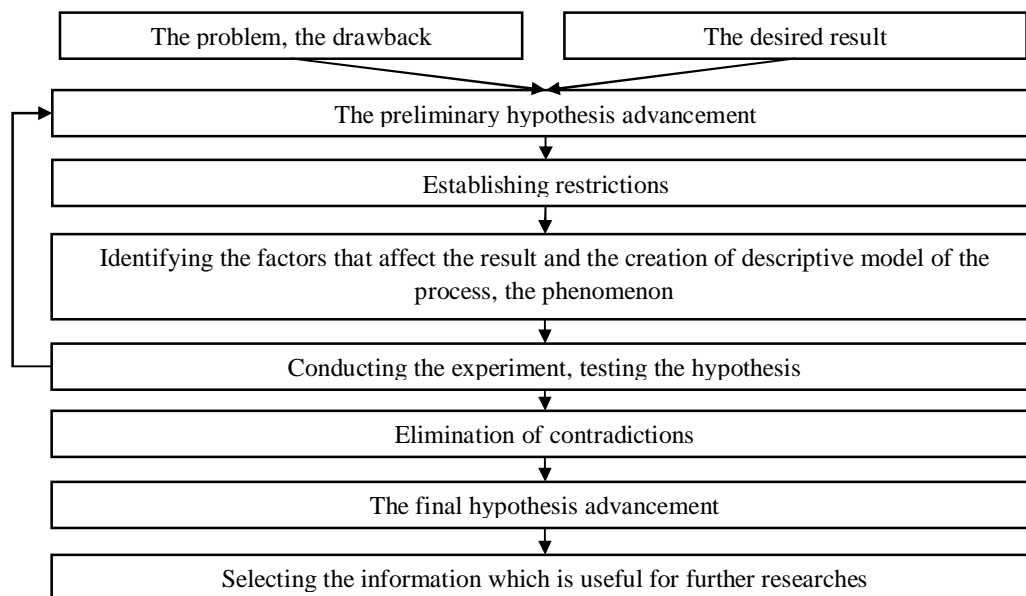 The problem, the drawback
The desired result
The preliminary hypothesis advancement
Establishing restrictions
Identifying the factors that affect the result and the creation of descriptive model of the
process, the phenomenon
Conducting the experiment, testing the hypothesis
Elimination of contradictions
The final hypothesis advancement
Selecting the information which is useful for further researches